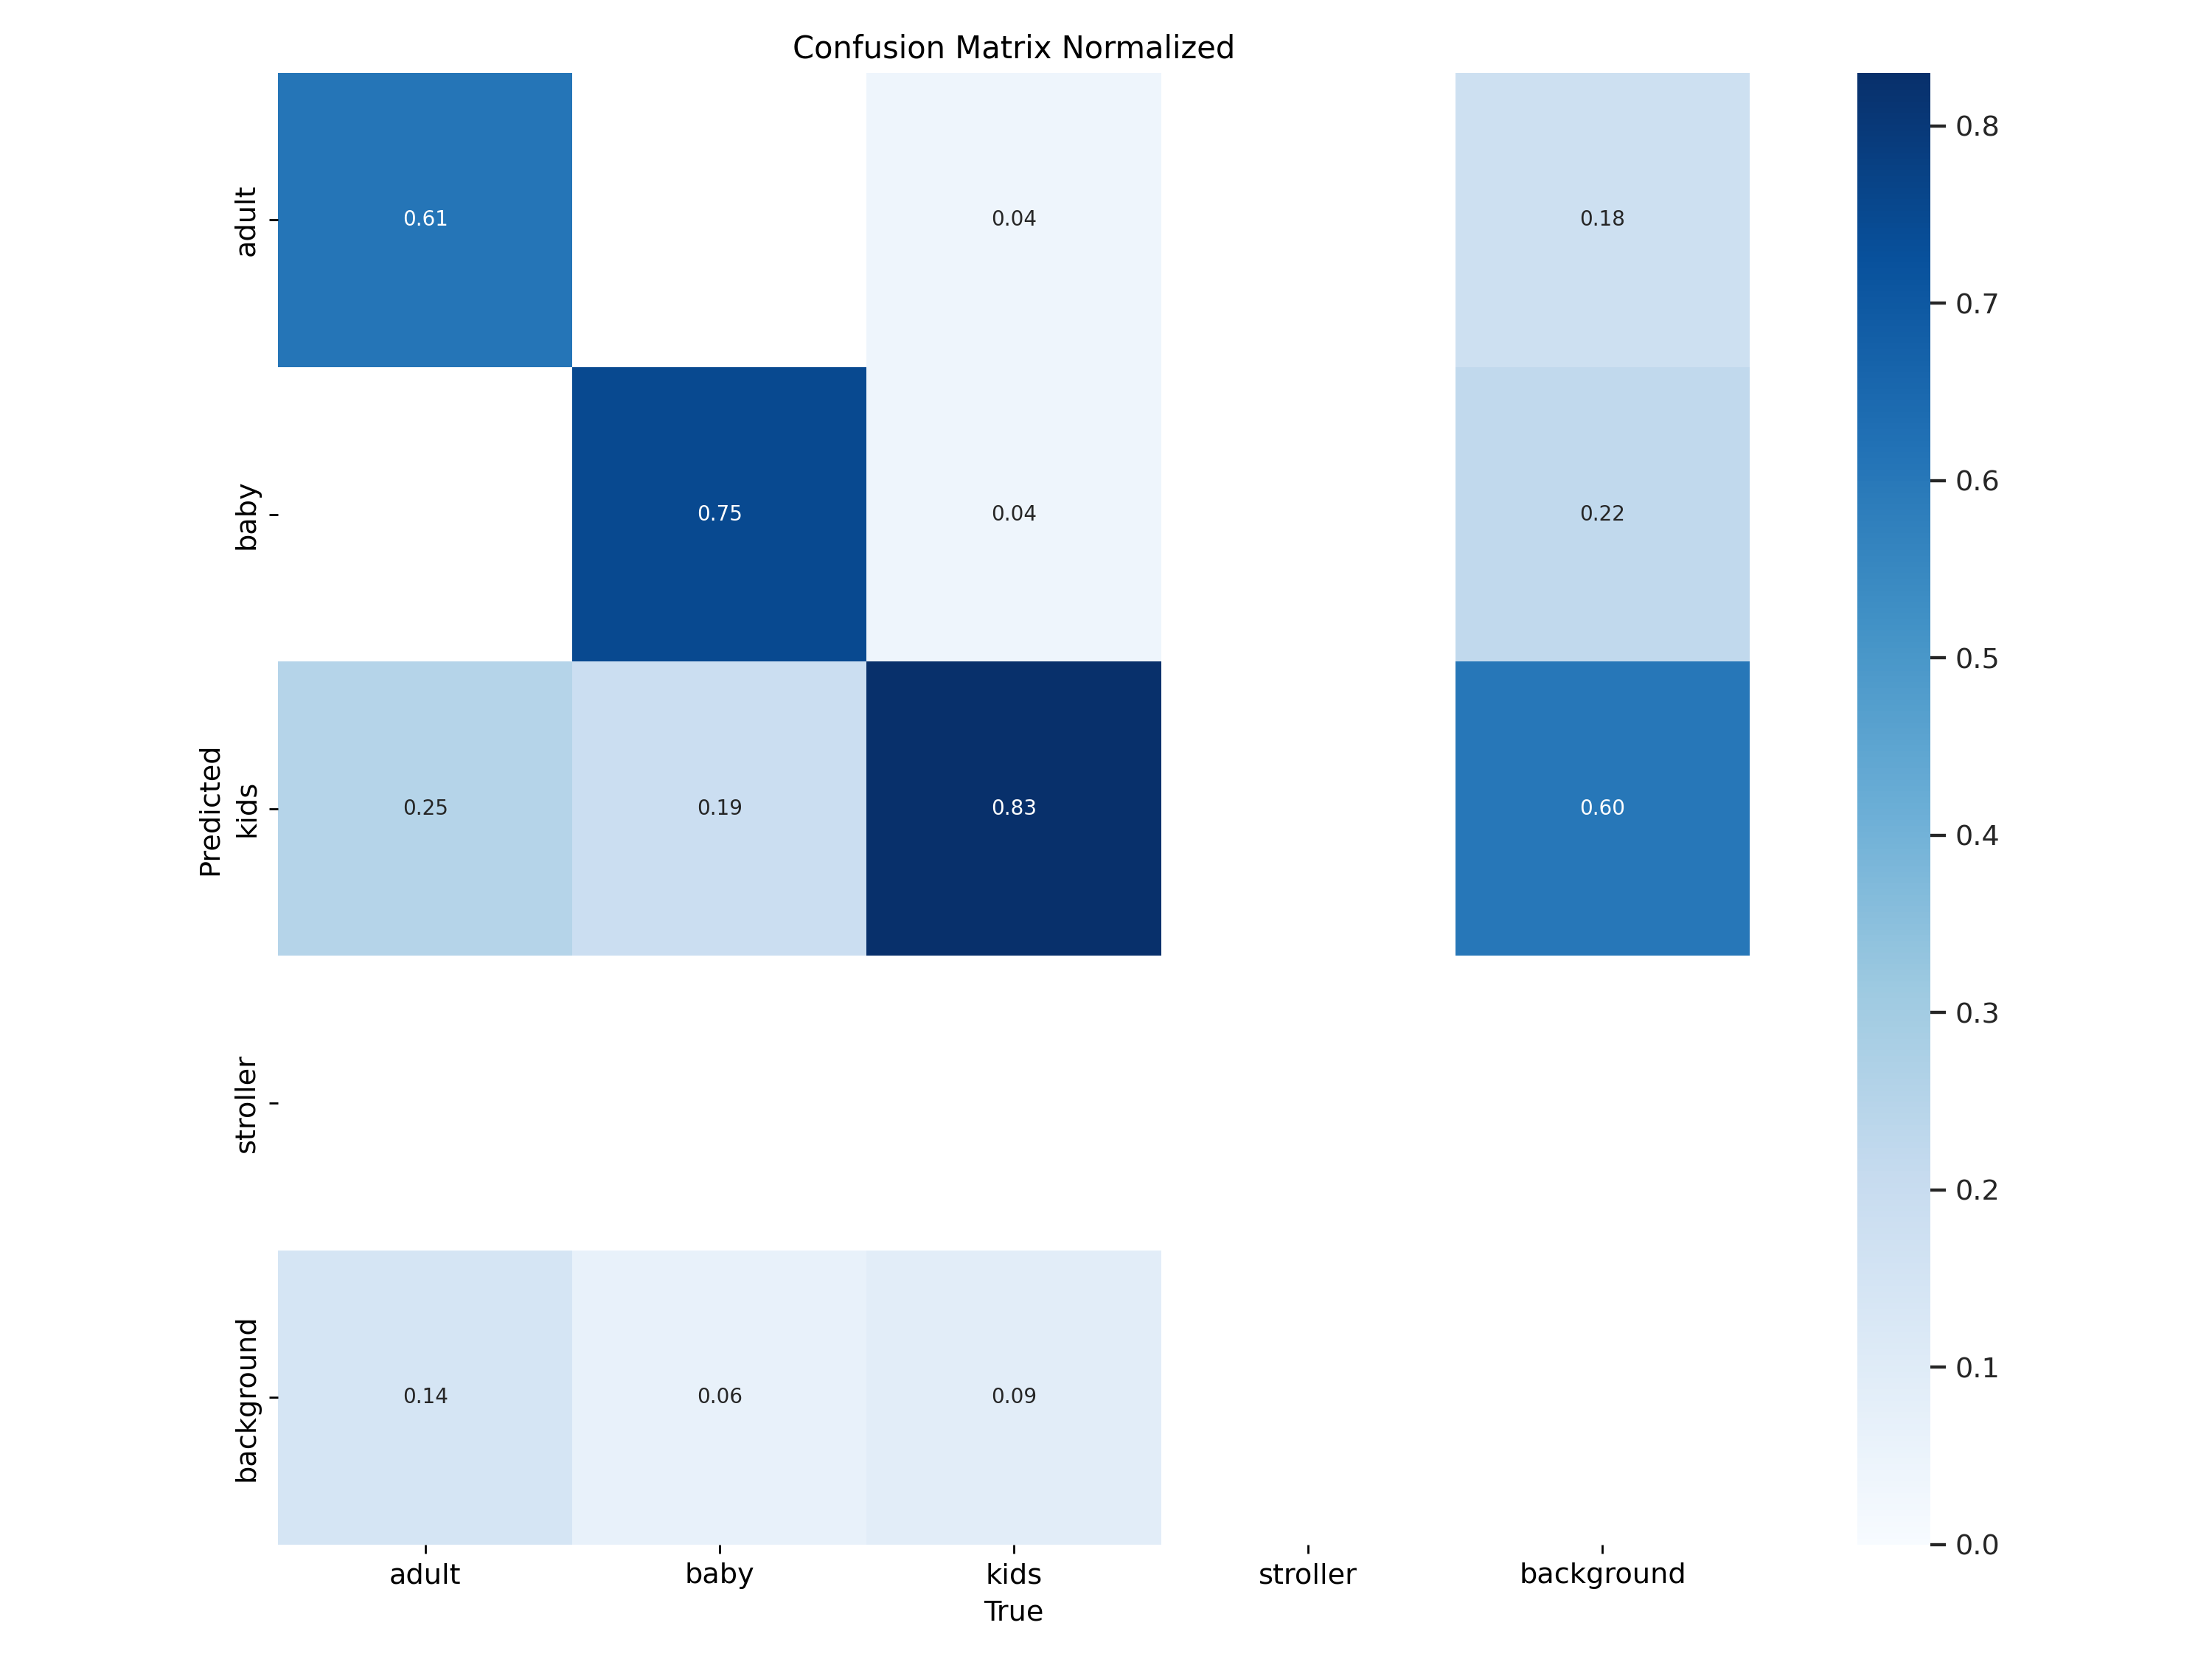 Confusion Matrix Normalized
adult
0.61
0.04
0.18
0.8
0.7
baby
0.75
0.04
0.22
0.6
0.5
Predicted
kids
0.25
0.19
0.83
0.60
0.4
0.3
stroller
0.2
background
0.14
0.06
0.09
0.1
0.0
adult
baby
kids
stroller
background
True